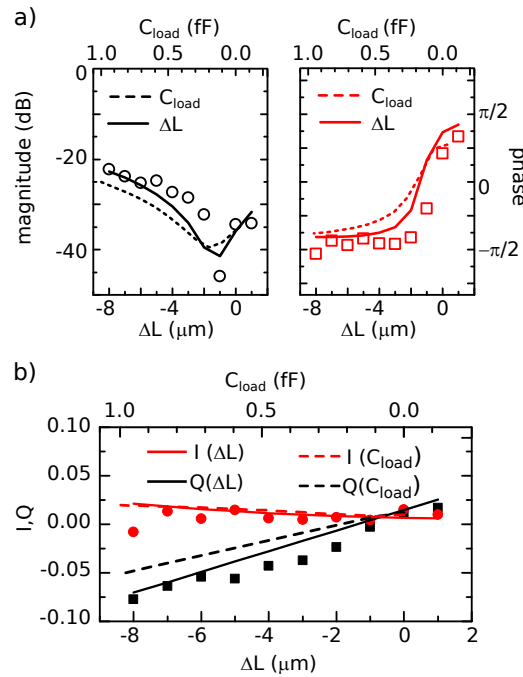 a)
C_load (fF)
1.0 0.5 0.0
C_load (fF)
1.0 0.5 0.0
magnitude (dB)
0
-20
-40
C_load
ΔL
C_load
ΔL
π/2
0
−π/2
phase
-8 -4 0
ΔL (μm)
-8 -4 0
ΔL (μm)
b)
C_load (fF)
1.0 0.5 0.0
I,Q
0.10
0.05
0.00
-0.05
-0.10
I (ΔL)
Q(ΔL)
I (C_load)
Q(C_load)
-8 -6 -4 -2 0 2
ΔL (μm)